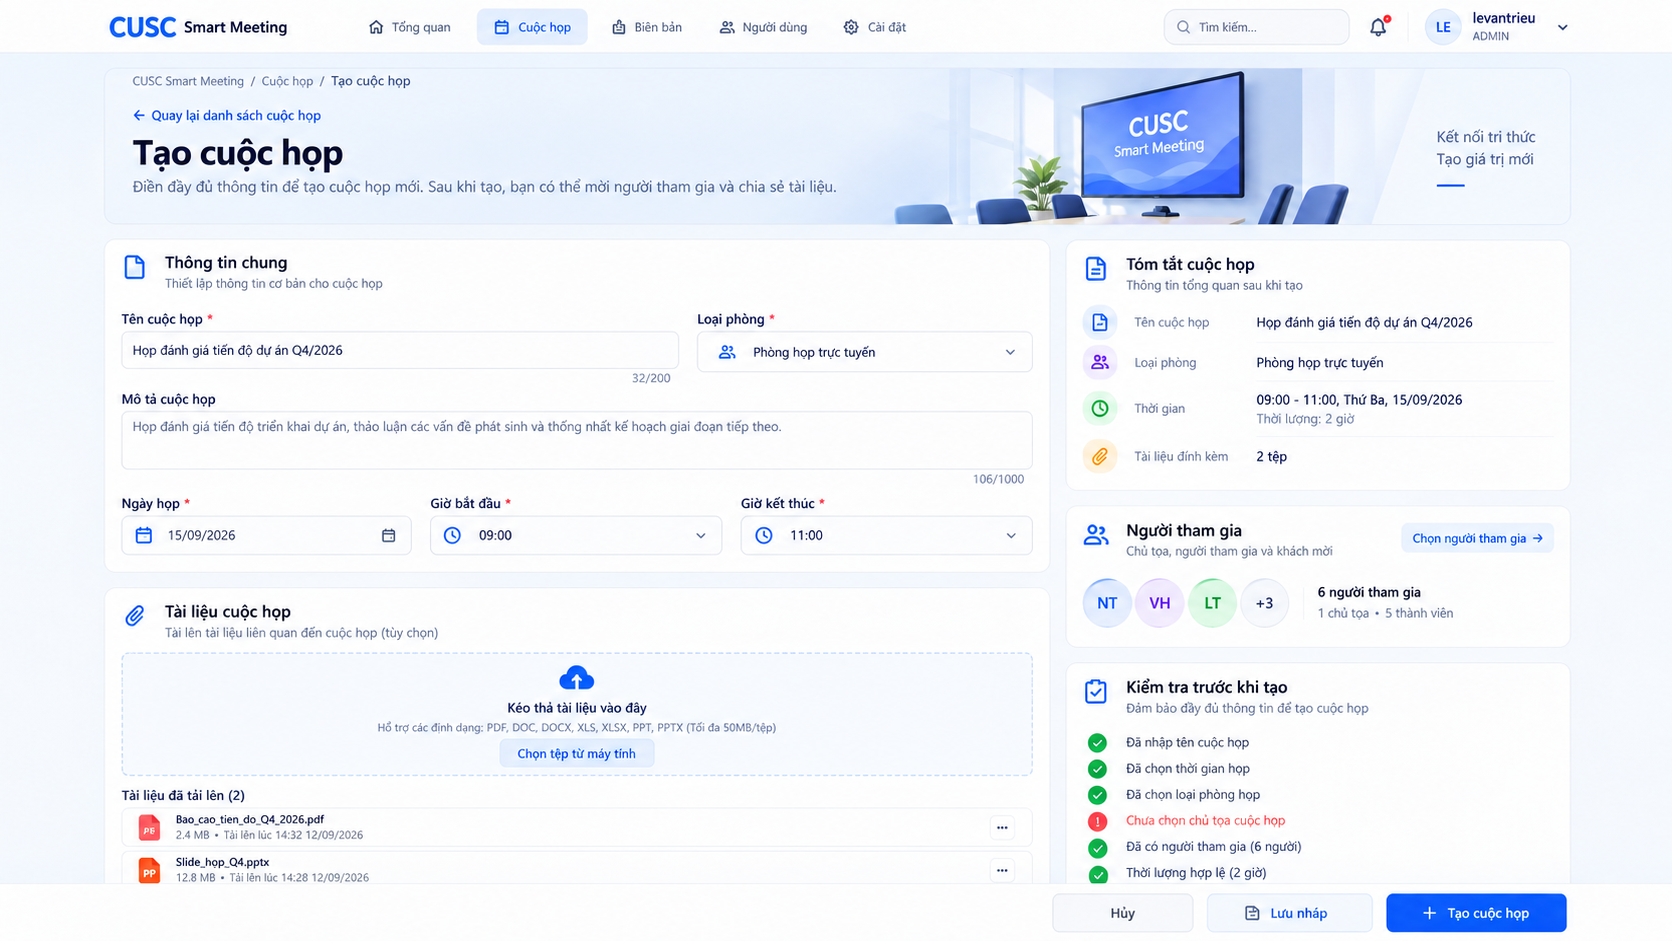 CUSC Smart Meeting
Tổng quan
Cuộc họp
Biên bản
Người dùng
Cài đặt
Tìm kiếm...
LE
levantrieu
ADMIN
CUSC Smart Meeting / Cuộc họp / Tạo cuộc họp
← Quay lại danh sách cuộc họp
Tạo cuộc họp
Điền đầy đủ thông tin để tạo cuộc họp mới. Sau khi tạo, bạn có thể mời người tham gia và chia sẻ tài liệu.
CUSC
Smart Meeting
Kết nối tri thức
Tạo giá trị mới
Thông tin chung
Thiết lập thông tin cơ bản cho cuộc họp
Tên cuộc họp *
Họp đánh giá tiến độ dự án Q4/2026
32/200
Loại phòng *
Phòng họp trực tuyến
Mô tả cuộc họp
Họp đánh giá tiến độ triển khai dự án, thảo luận các vấn đề phát sinh và thống nhất kế hoạch giai đoạn tiếp theo.
106/1000
Ngày họp *
15/09/2026
Giờ bắt đầu *
09:00
Giờ kết thúc *
11:00
Tài liệu cuộc họp
Tải lên tài liệu liên quan đến cuộc họp (tùy chọn)
Kéo thả tài liệu vào đây
Hỗ trợ các định dạng: PDF, DOC, DOCX, XLS, XLSX, PPT, PPTX (Tối đa 50MB/tệp)
Chọn tệp từ máy tính
Tài liệu đã tải lên (2)
Bao_cao_tien_do_Q4_2026.pdf
2.4 MB • Tải lên lúc 14:32 12/09/2026
PP
Slide_họp_Q4.pptx
12.8 MB • Tải lên lúc 14:28 12/09/2026
Tóm tắt cuộc họp
Thông tin tổng quan sau khi tạo
Tên cuộc họp
Họp đánh giá tiến độ dự án Q4/2026
Loại phòng
Phòng họp trực tuyến
Thời gian
09:00 - 11:00, Thứ Ba, 15/09/2026
Thời lượng: 2 giờ
Tài liệu đính kèm
2 tệp
Người tham gia
Chủ tọa, người tham gia và khách mời
Chọn người tham gia →
NT
VH
LT
+3
6 người tham gia
1 chủ tọa • 5 thành viên
Kiểm tra trước khi tạo
Đảm bảo đầy đủ thông tin để tạo cuộc họp
Đã nhập tên cuộc họp
Đã chọn thời gian họp
Đã chọn loại phòng họp
Chưa chọn chủ tọa cuộc họp
Đã có người tham gia (6 người)
Thời lượng hợp lệ (2 giờ)
Hủy
Lưu nháp
+ Tạo cuộc họp